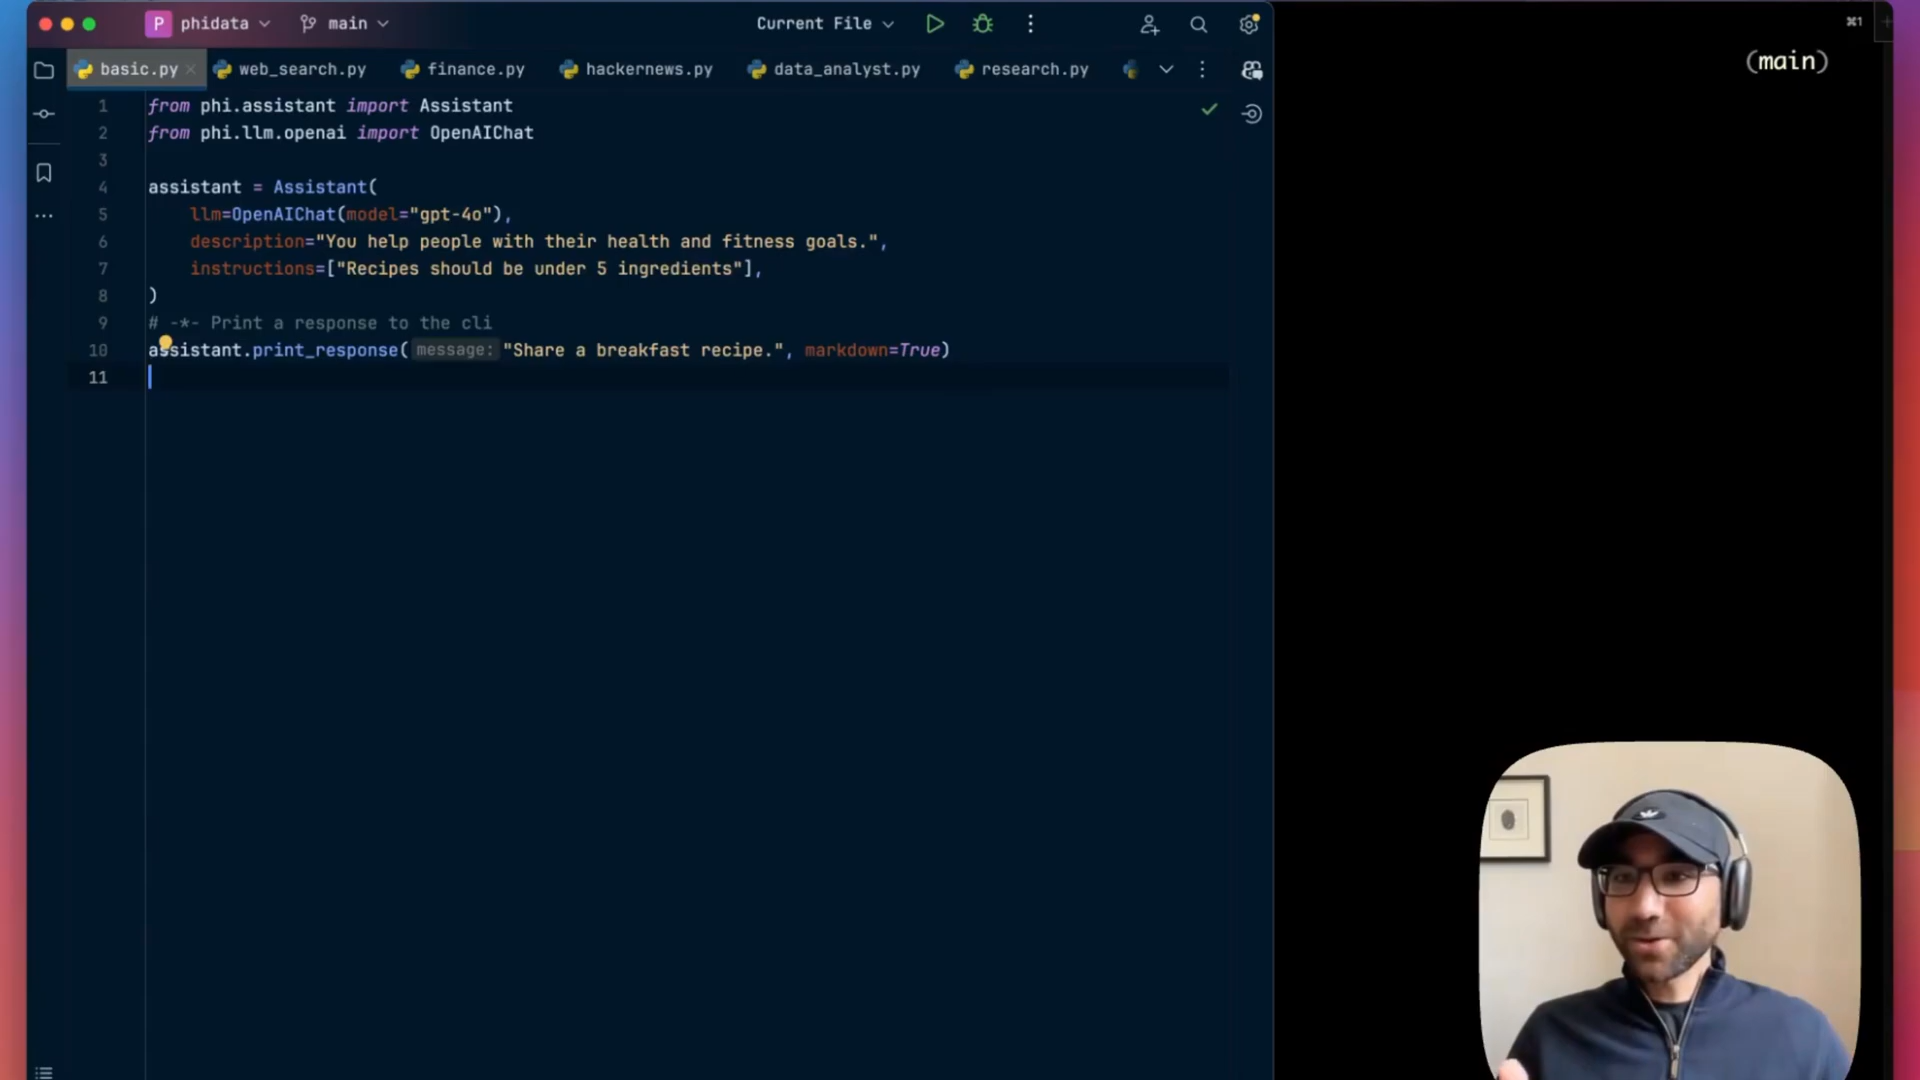 P phidata main Current File ⌘1
basic.py web_search.py finance.py hackernews.py data_analyst.py research.py (main)
1 from phi.assistant import Assistant
2 from phi.llm.openai import OpenAIChat
3
4 assistant = Assistant(
5     llm=OpenAIChat(model="gpt-4o"),
6     description="You help people with their health and fitness goals.",
7     instructions=["Recipes should be under 5 ingredients"],
8 )
9 # -*- Print a response to the cli
10 assistant.print_response( message: "Share a breakfast recipe.", markdown=True)
11